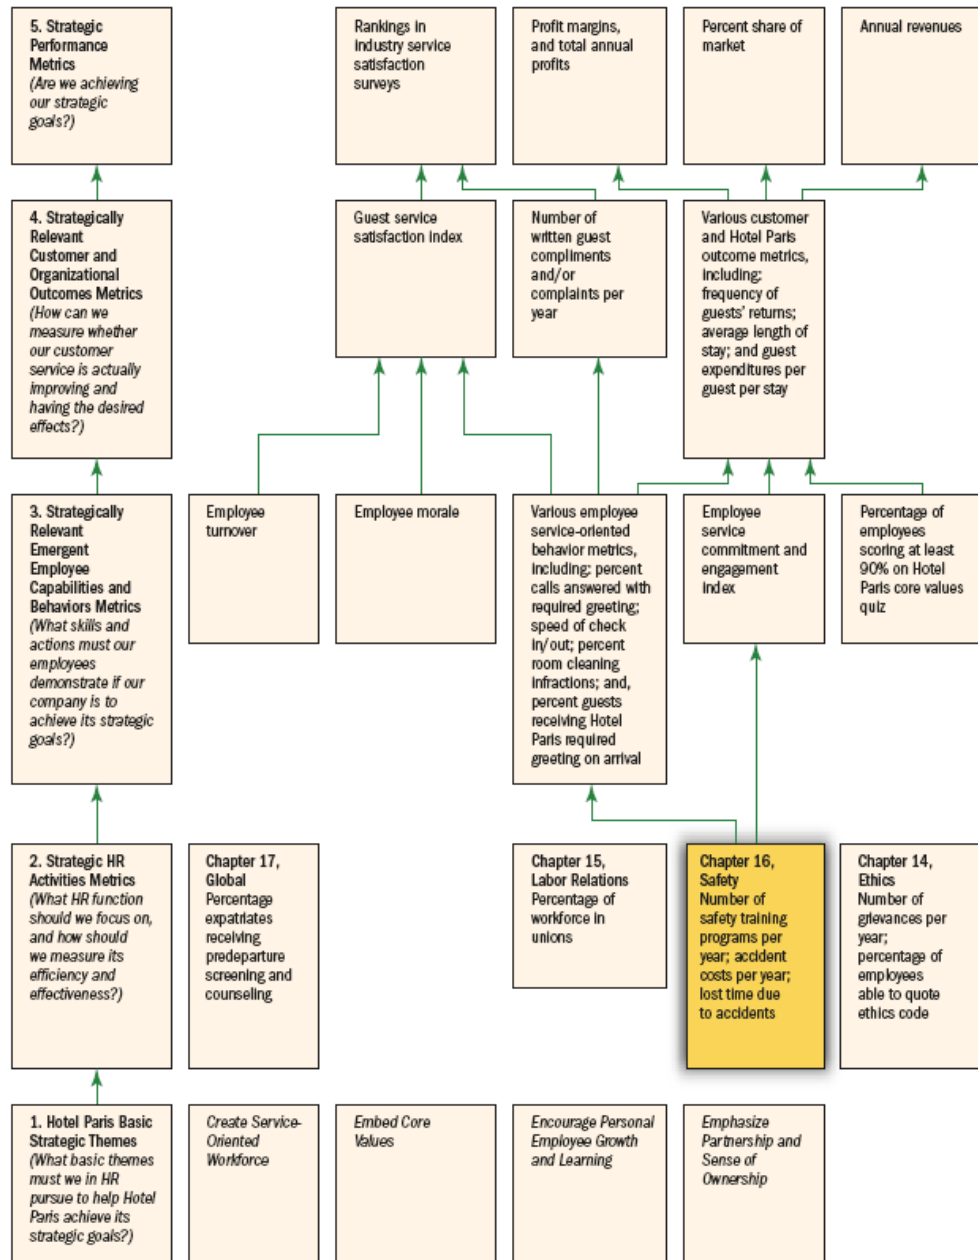 5. Strategic
Performance
Metrics
(Are we achieving
our strategic
goals?)
Rankings in
industry service
satisfaction
surveys
Profit margins,
and total annual
profits
Percent share of
market
Annual revenues
4. Strategically
Relevant
Customer and
Organizational
Outcomes Metrics
(How can we
measure whether
our customer
service is actually
improving and
having the desired
effects?)
Guest service
satisfaction index
Number of
written guest
compliments
and/or
complaints per
year
Various customer
and Hotel Paris
outcome metrics,
including:
frequency of
guests' returns;
average length of
stay; and guest
expenditures per
guest per stay
3. Strategically
Relevant
Emergent
Employee
Capabilities and
Behaviors Metrics
(What skills and
actions must our
employees
demonstrate if our
company is to
achieve its strategic
goals?)
Employee
turnover
Employee morale
Various employee
service-oriented
behavior metrics,
including: percent
calls answered with
required greeting;
speed of check
in/out; percent
room cleaning
infractions; and,
percent guests
receiving Hotel
Paris required
greeting on arrival
Employee
service
commitment and
engagement
index
Percentage of
employees
scoring at least
90% on Hotel
Paris core values
quiz
2. Strategic HR
Activities Metrics
(What HR function
should we focus on,
and how should
we measure its
efficiency and
effectiveness?)
Chapter 17,
Global
Percentage
expatriates
receiving
predeparture
screening and
counseling
Chapter 15,
Labor Relations
Percentage of
workforce in
unions
Chapter 16,
Safety
Number of
safety training
programs per
year; accident
costs per year;
lost time due
to accidents
Chapter 14,
Ethics
Number of
grievances per
year;
percentage of
employees
able to quote
ethics code
1. Hotel Paris Basic
Strategic Themes
(What basic themes
must we in HR
pursue to help Hotel
Paris achieve its
strategic goals?)
Create Service-
Oriented
Workforce
Embed Core
Values
Encourage Personal
Employee Growth
and Learning
Emphasize
Partnership and
Sense of
Ownership